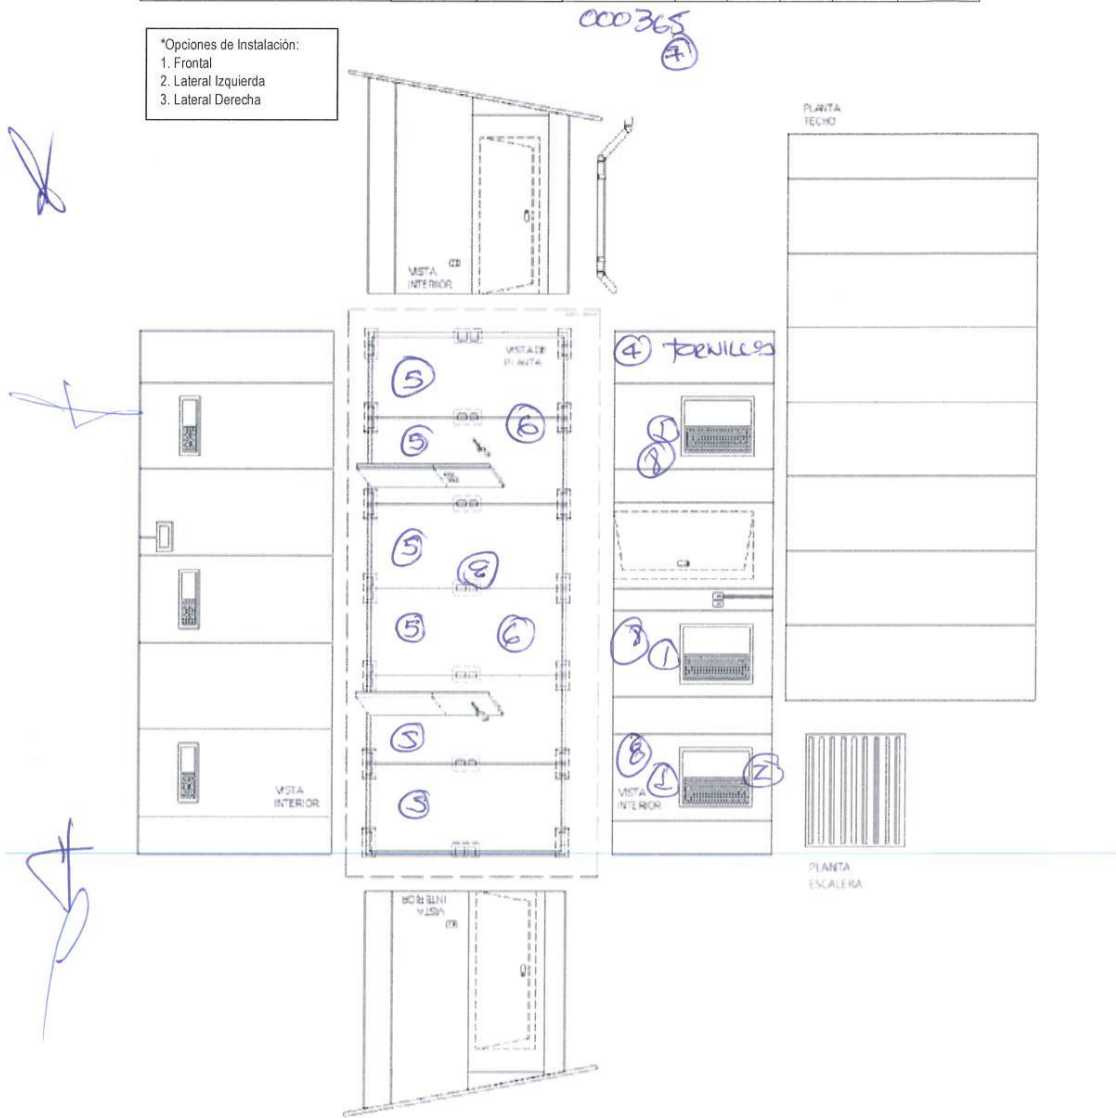 000365
7
*Opciones de Instalación:
1. Frontal
2. Lateral Izquierda
3. Lateral Derecha
PLANTA
TECHO
VISTA
INTERIOR
VISTA DE
PLANTA
4 TORNILLOS
5
6
1
5
8
5
8
5
6
8
1
5
8
1
2
VISTA
INTERIOR
VISTA
INTERIOR
5
PLANTA
ESCALERA
VISTA
INTERIOR